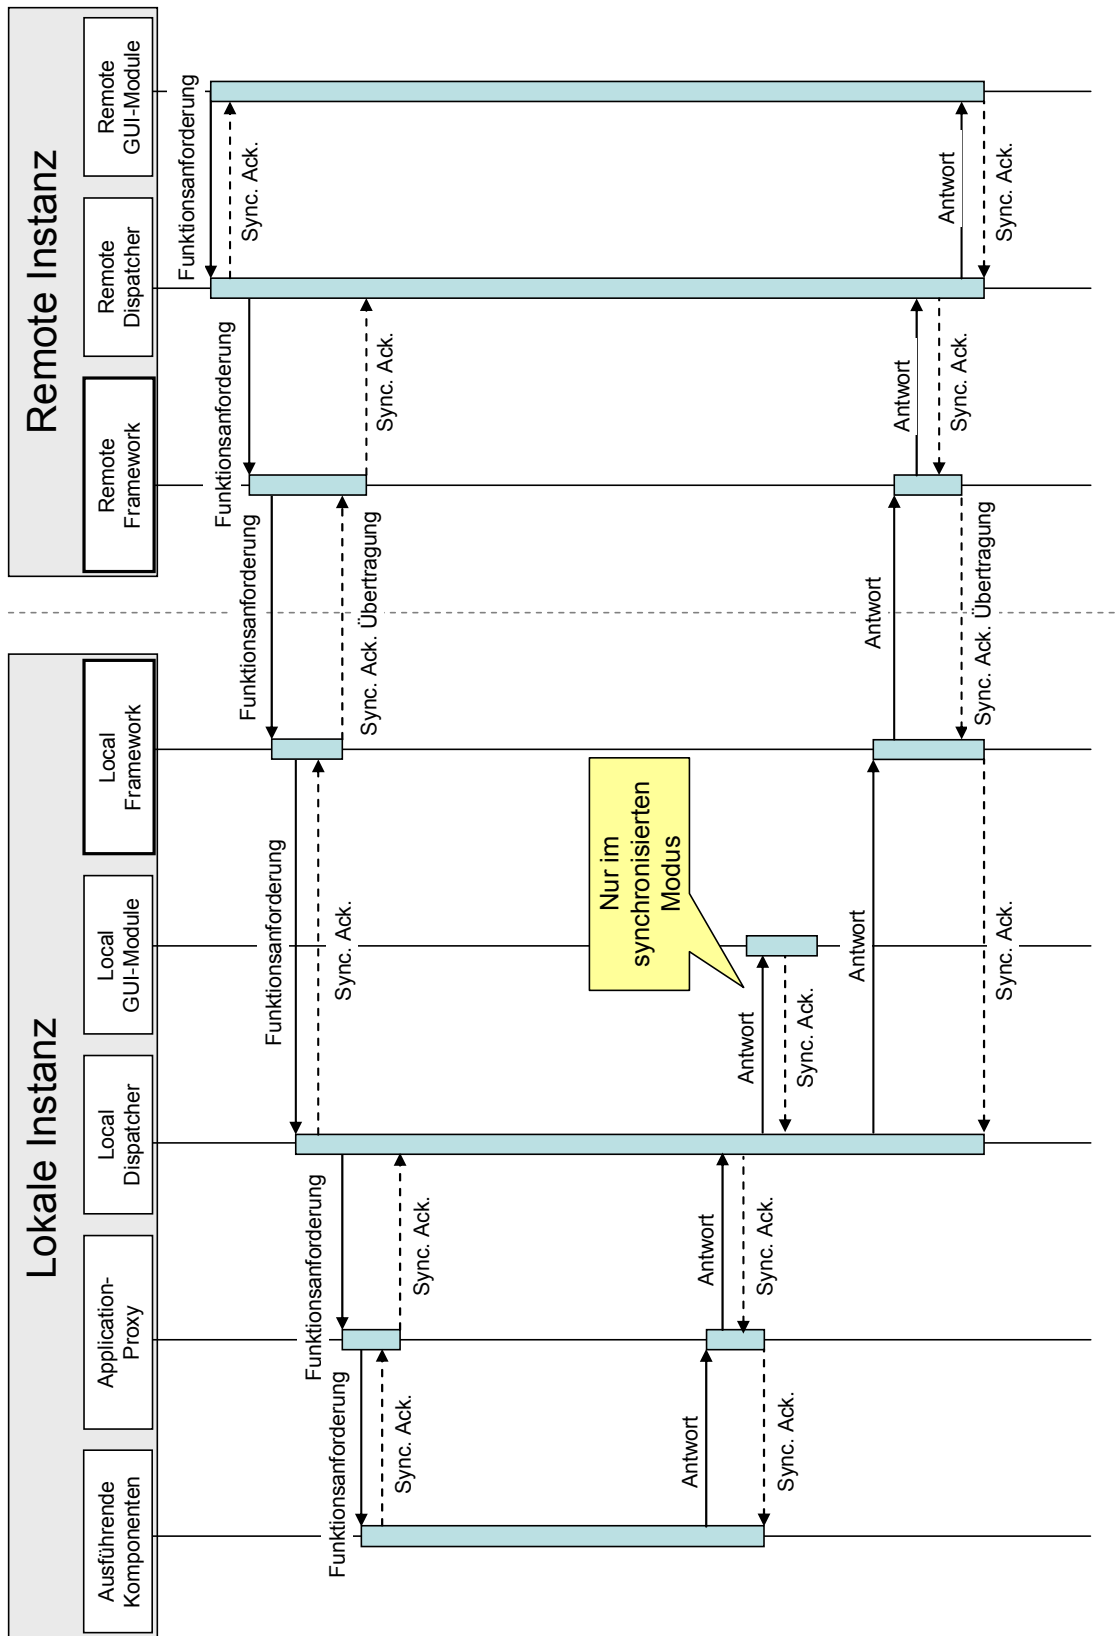 Lokale Instanz
Remote Instanz
Ausführende
Komponenten
Application-
Proxy
Local
Dispatcher
Local
GUI-Module
Local
Framework
Remote
Framework
Remote
Dispatcher
Remote
GUI-Module
Funktionsanforderung
Funktionsanforderung
Sync. Ack.
Funktionsanforderung
Funktionsanforderung
Funktionsanforderung
Funktionsanforderung
Sync. Ack.
Sync. Ack. Übertragung
Sync. Ack.
Sync. Ack.
Sync. Ack.
Nur im
synchronisierten
Modus
Antwort
Antwort
Antwort
Sync. Ack.
Sync. Ack.
Sync. Ack.
Antwort
Antwort
Antwort
Antwort
Sync. Ack.
Sync. Ack. Übertragung
Sync. Ack.
Sync. Ack.